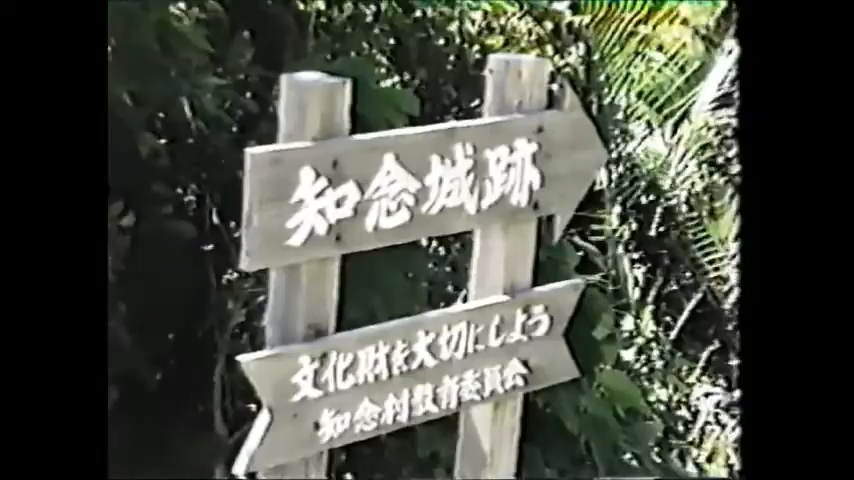 知念城跡
文化財を大切にしよう
知念村教育委員会